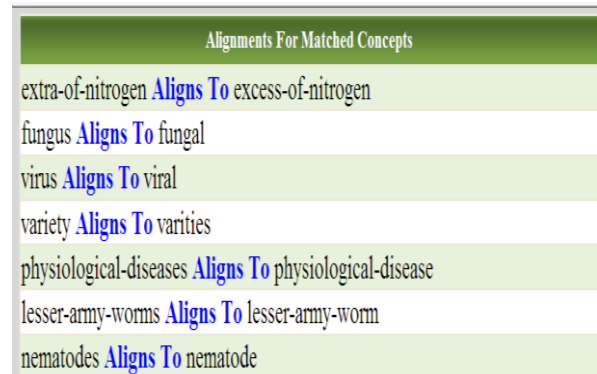 Alignments For Matched Concepts
extra-of-nitrogen Aligns To excess-of-nitrogen
fungus Aligns To fungal
virus Aligns To viral
variety Aligns To varities
physiological-diseases Aligns To physiological-disease
lesser-army-worms Aligns To lesser-army-worm
nematodes Aligns To nematode